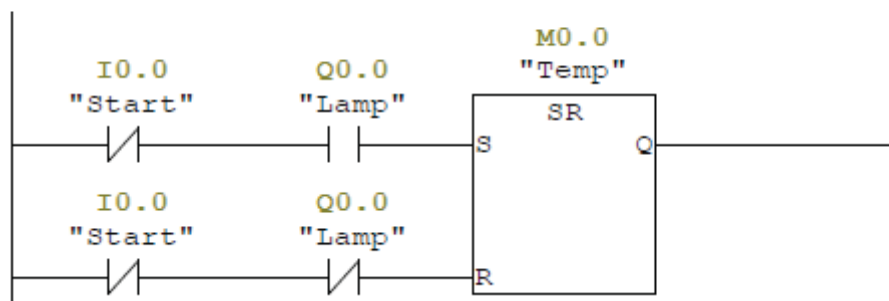 M0.0
I0.0 Q0.0 "Temp"
"Start" "Lamp" SR
S Q
I0.0 Q0.0
"Start" "Lamp"
R